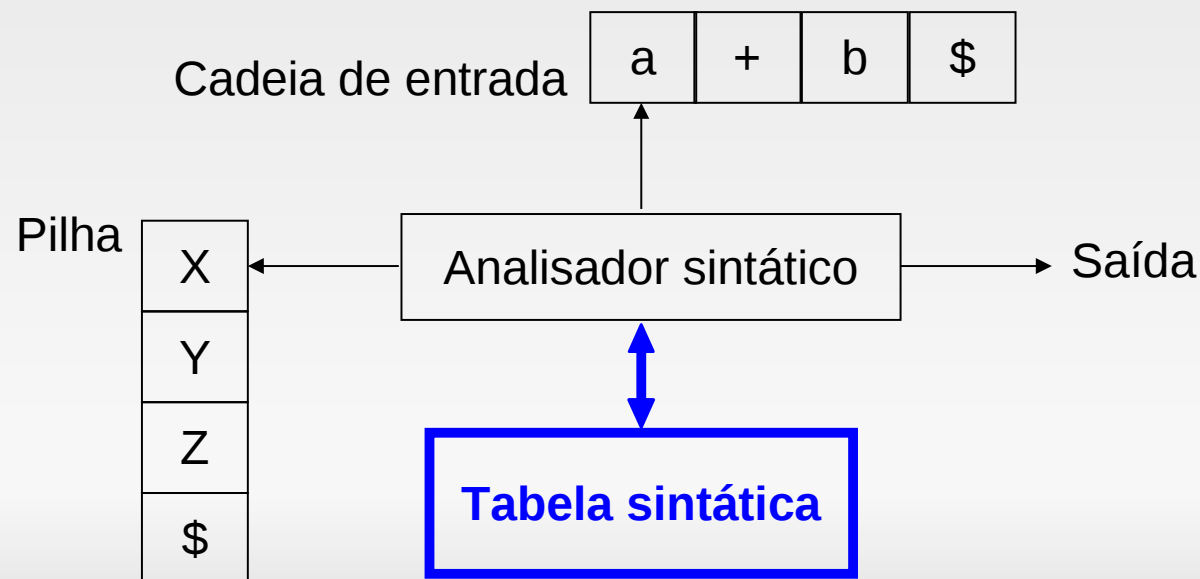 Cadeia de entrada
a + b $
Pilha
X
Analisador sintático
Saída
Y
Z
Tabela sintática
$